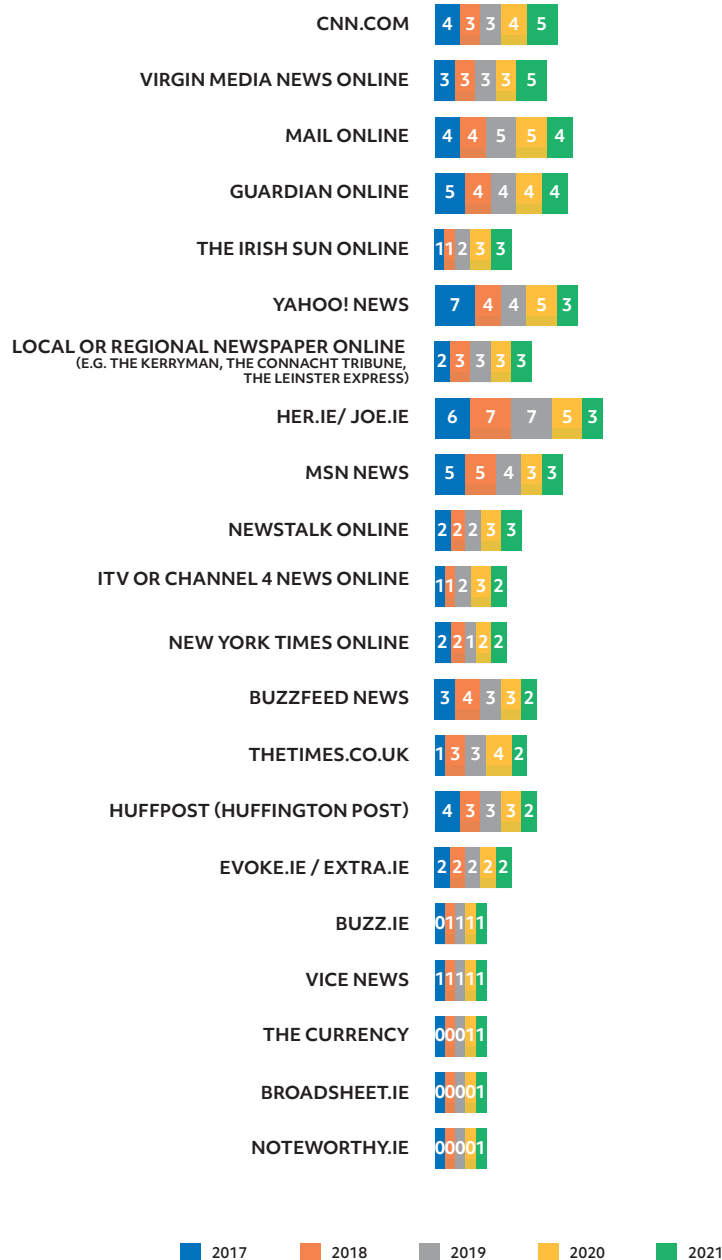 CNN.COM 4 3 3 4 5
VIRGIN MEDIA NEWS ONLINE 3 3 3 3 5
MAIL ONLINE 4 4 5 5 4
GUARDIAN ONLINE 5 4 4 4 4
THE IRISH SUN ONLINE 1 1 2 3 3
YAHOO! NEWS 7 4 4 5 3
LOCAL OR REGIONAL NEWSPAPER ONLINE
(E.G. THE KERRYMAN, THE CONNACHT TRIBUNE, 2 3 3 3 3
THE LEINSTER EXPRESS)
HER.IE/ JOE.IE 6 7 7 5 3
MSN NEWS 5 5 4 3 3
NEWSTALK ONLINE 2 2 2 3 3
ITV OR CHANNEL 4 NEWS ONLINE 1 1 2 3 2
NEW YORK TIMES ONLINE 2 2 1 2 2
BUZZFEED NEWS 3 4 3 3 2
THETIMES.CO.UK 1 3 3 4 2
HUFFPOST (HUFFINGTON POST) 4 3 3 3 2
EVOKE.IE / EXTRA.IE 2 2 2 2 2
BUZZ.IE 0 1 1 1 1
VICE NEWS 1 1 1 1 1
THE CURRENCY 0 0 0 1 1
BROADSHEET.IE 0 0 0 0 1
NOTEWORTHY.IE 0 0 0 0 1
2017 2018 2019 2020 2021